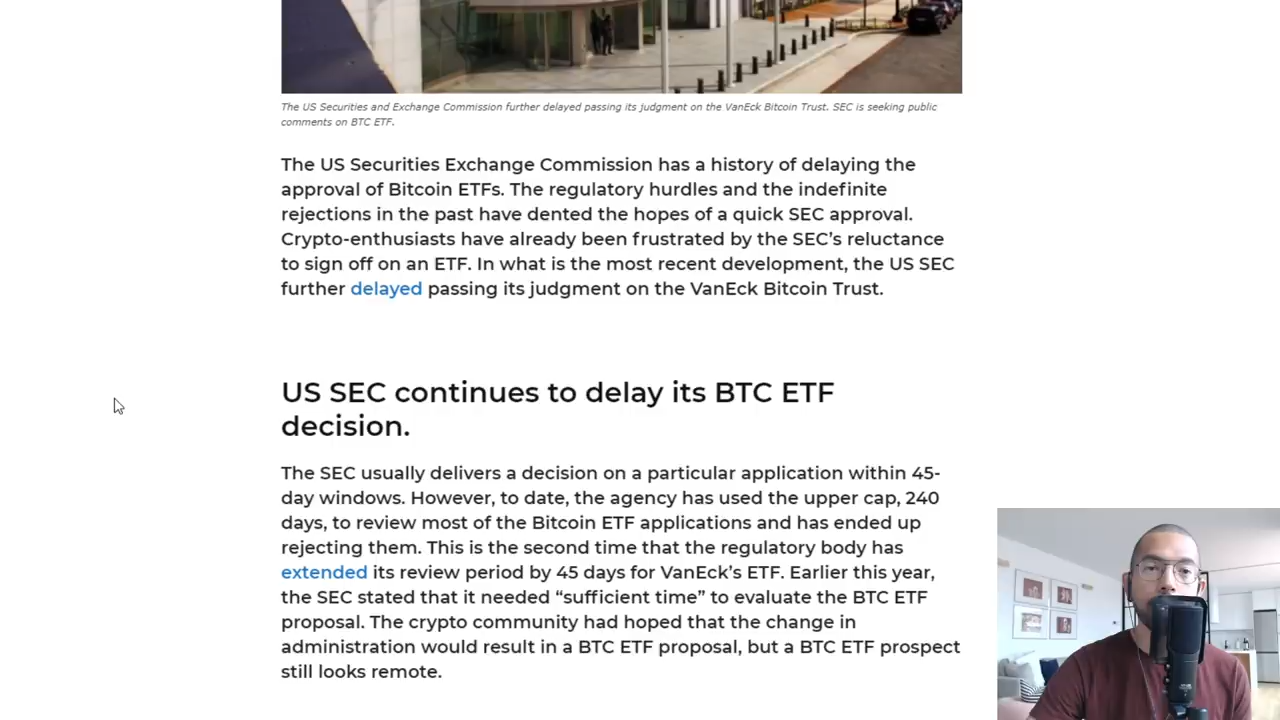 The US Securities and Exchange Commission further delayed passing its judgment on the VanEck Bitcoin Trust. SEC is seeking public
comments on BTC ETF.
The US Securities Exchange Commission has a history of delaying the
approval of Bitcoin ETFs. The regulatory hurdles and the indefinite
rejections in the past have dented the hopes of a quick SEC approval.
Crypto-enthusiasts have already been frustrated by the SEC’s reluctance
to sign off on an ETF. In what is the most recent development, the US SEC
further delayed passing its judgment on the VanEck Bitcoin Trust.
US SEC continues to delay its BTC ETF
decision.
The SEC usually delivers a decision on a particular application within 45-
day windows. However, to date, the agency has used the upper cap, 240
days, to review most of the Bitcoin ETF applications and has ended up
rejecting them. This is the second time that the regulatory body has
extended its review period by 45 days for VanEck’s ETF. Earlier this year,
the SEC stated that it needed “sufficient time” to evaluate the BTC ETF
proposal. The crypto community had hoped that the change in
administration would result in a BTC ETF proposal, but a BTC ETF prospect
still looks remote.